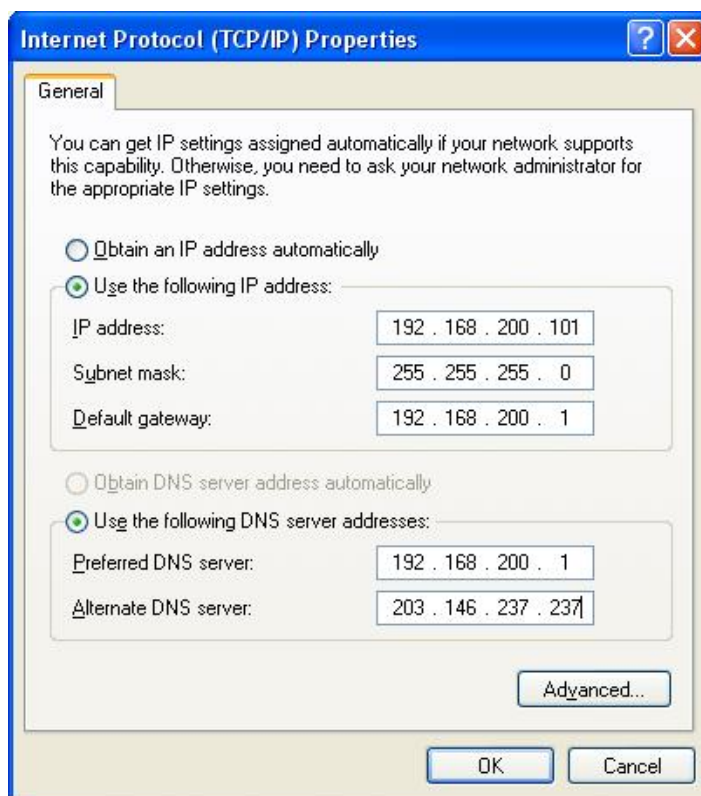 Internet Protocol (TCP/IP) Properties
General
You can get IP settings assigned automatically if your network supports
this capability. Otherwise, you need to ask your network administrator for
the appropriate IP settings.
Obtain an IP address automatically
Use the following IP address:
IP address: 192 . 168 . 200 . 101
Subnet mask: 255 . 255 . 255 . 0
Default gateway: 192 . 168 . 200 . 1
Obtain DNS server address automatically
Use the following DNS server addresses:
Preferred DNS server: 192 . 168 . 200 . 1
Alternate DNS server: 203 . 146 . 237 . 237
Advanced...
OK Cancel